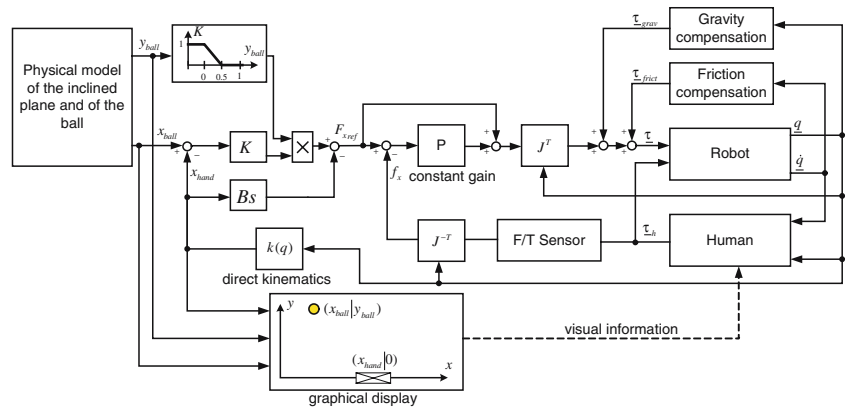 Physical model
of the inclined
plane and of the
ball
y_ball
K
1
0 0.5 1
y_ball
x_ball
+
−
x_hand
K
×
Bs
+
−
F_x ref
+
−
f_x
P
constant gain
+
+
J^T
+
+
+
+
τ_grav
Gravity
compensation
τ_frict
Friction
compensation
τ
Robot
q
q̇
J^−T
F/T Sensor
τ_h
Human
k(q)
direct kinematics
y
(x_ball|y_ball)
(x_hand|0)
x
graphical display
visual information